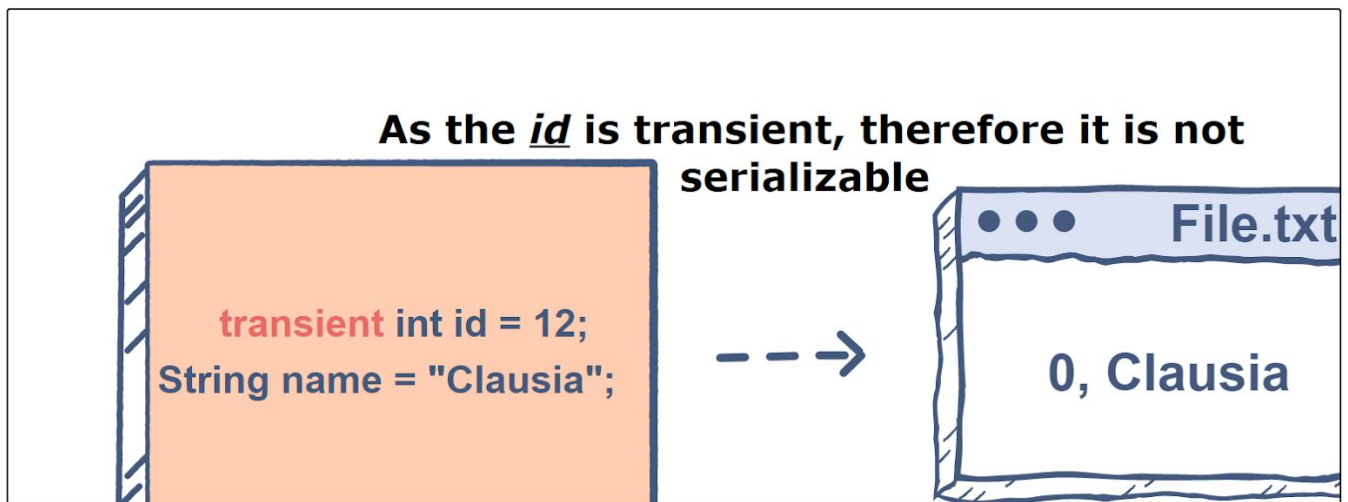 As the id is transient, therefore it is not
serializable
File.txt
transient int id = 12;
String name = "Clausia";
0, Clausia